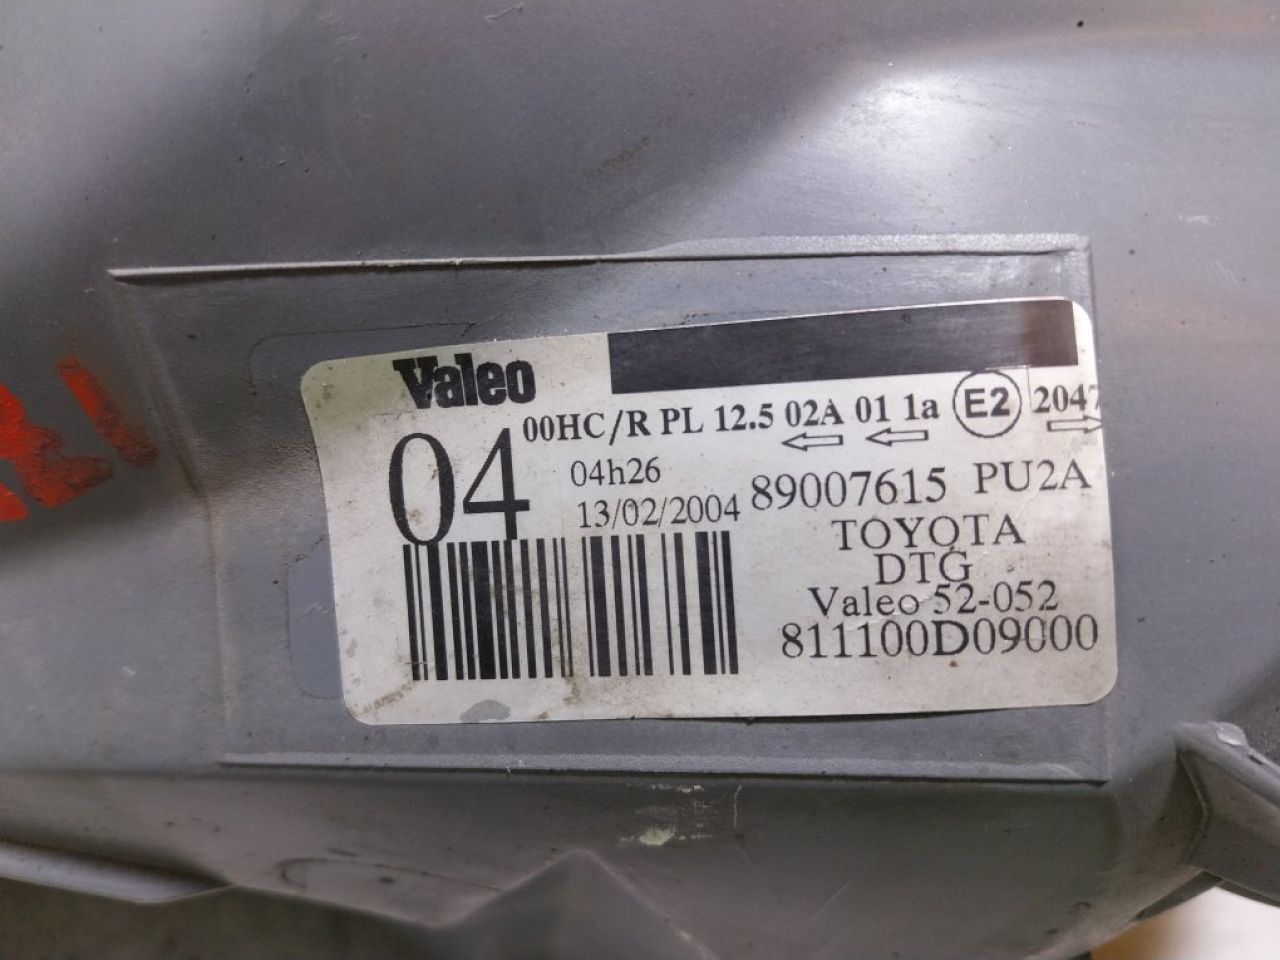 Valeo
00HC/R PL 12.5 02A 01 1a E2 2047
04
04h26
13/02/2004 89007615 PU2A
TOYOTA
DTG
Valeo 52-052
811100D09000